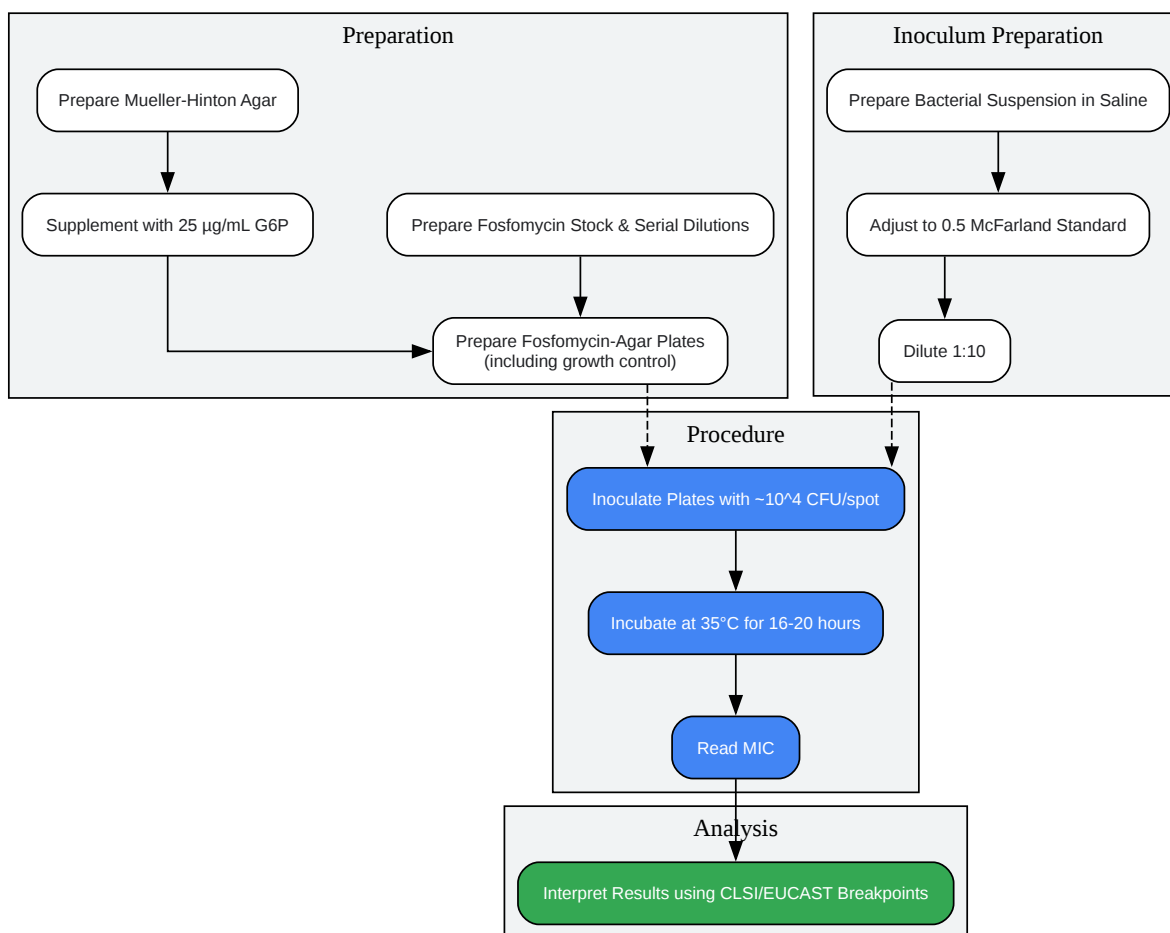 Preparation
Prepare Mueller-Hinton Agar
Supplement with 25 µg/mL G6P
Prepare Fosfomycin Stock & Serial Dilutions
Prepare Fosfomycin-Agar Plates
(including growth control)
Inoculum Preparation
Prepare Bacterial Suspension in Saline
Adjust to 0.5 McFarland Standard
Dilute 1:10
Procedure
Inoculate Plates with ~10^4 CFU/spot
Incubate at 35°C for 16-20 hours
Read MIC
Analysis
Interpret Results using CLSI/EUCAST Breakpoints